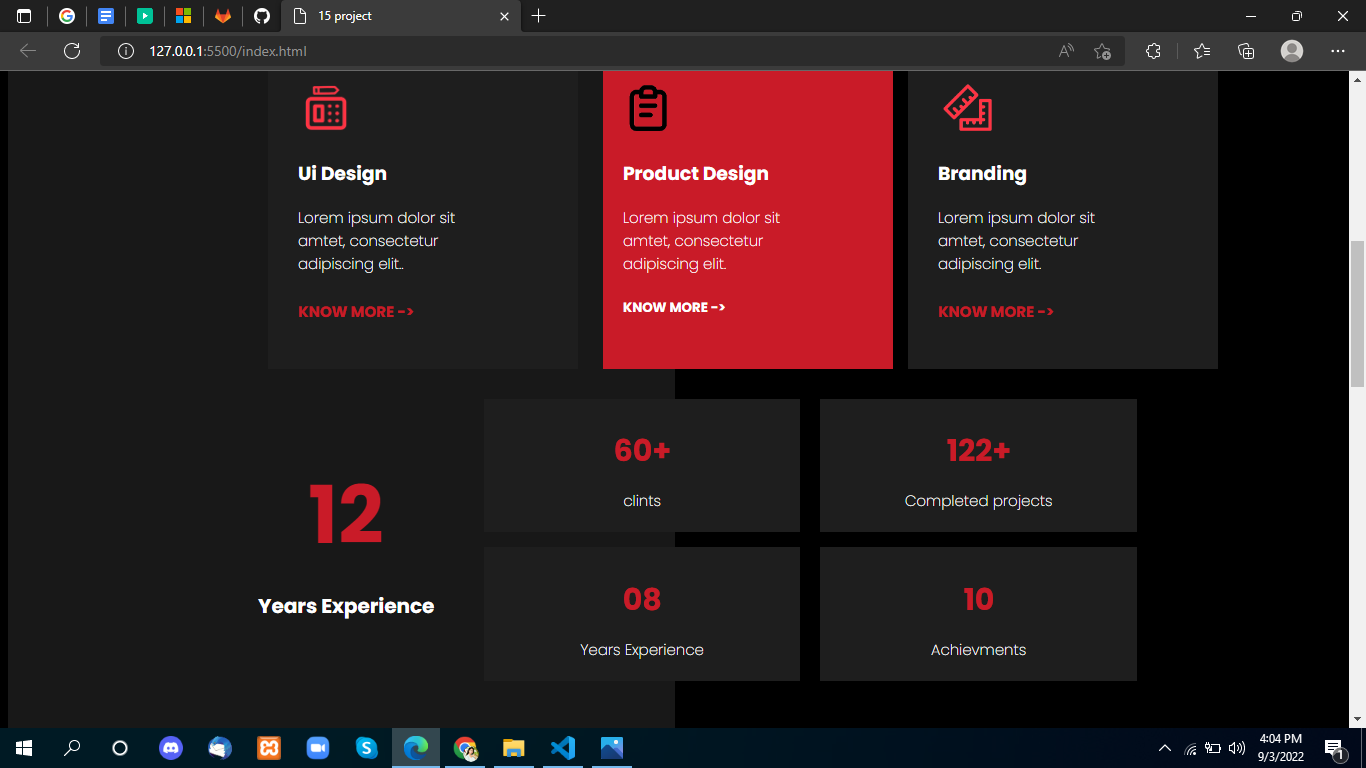 15 project
127.0.0.1:5500/index.html
Ui Design
Lorem ipsum dolor sit
amtet, consectetur
adipiscing elit..
KNOW MORE ->
Product Design
Lorem ipsum dolor sit
amtet, consectetur
adipiscing elit.
KNOW MORE ->
Branding
Lorem ipsum dolor sit
amtet, consectetur
adipiscing elit.
KNOW MORE ->
12
Years Experience
60+
clints
122+
Completed projects
08
Years Experience
10
Achievments
4:04 PM
9/3/2022
1